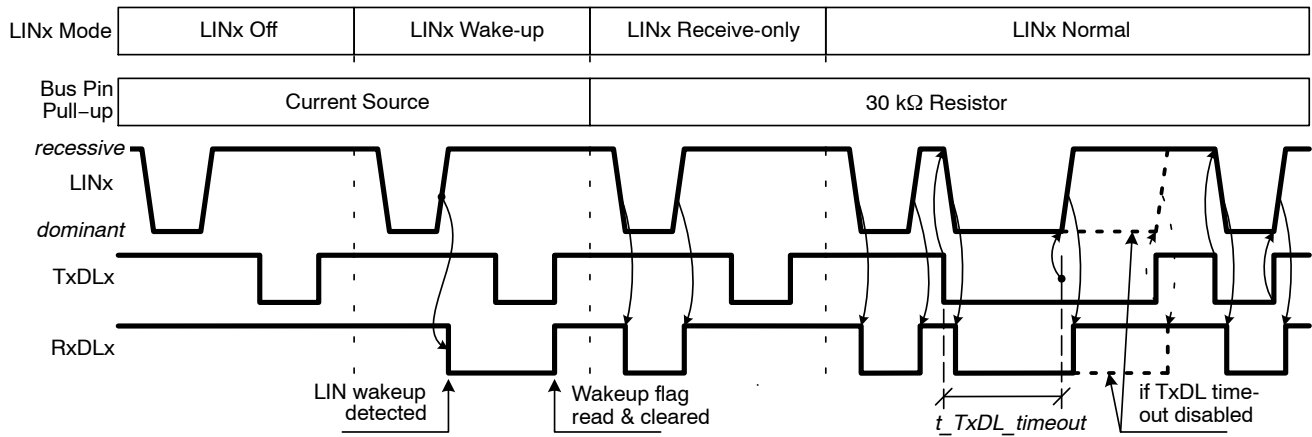 LINx Mode
LINx Off
LINx Wake-up
LINx Receive-only
LINx Normal
Bus Pin
Pull-up
Current Source
30 kΩ Resistor
recessive
LINx
dominant
TxDLx
RxDLx
LIN wakeup
detected
Wakeup flag
read & cleared
t_TxDL_timeout
if TxDL time-
out disabled